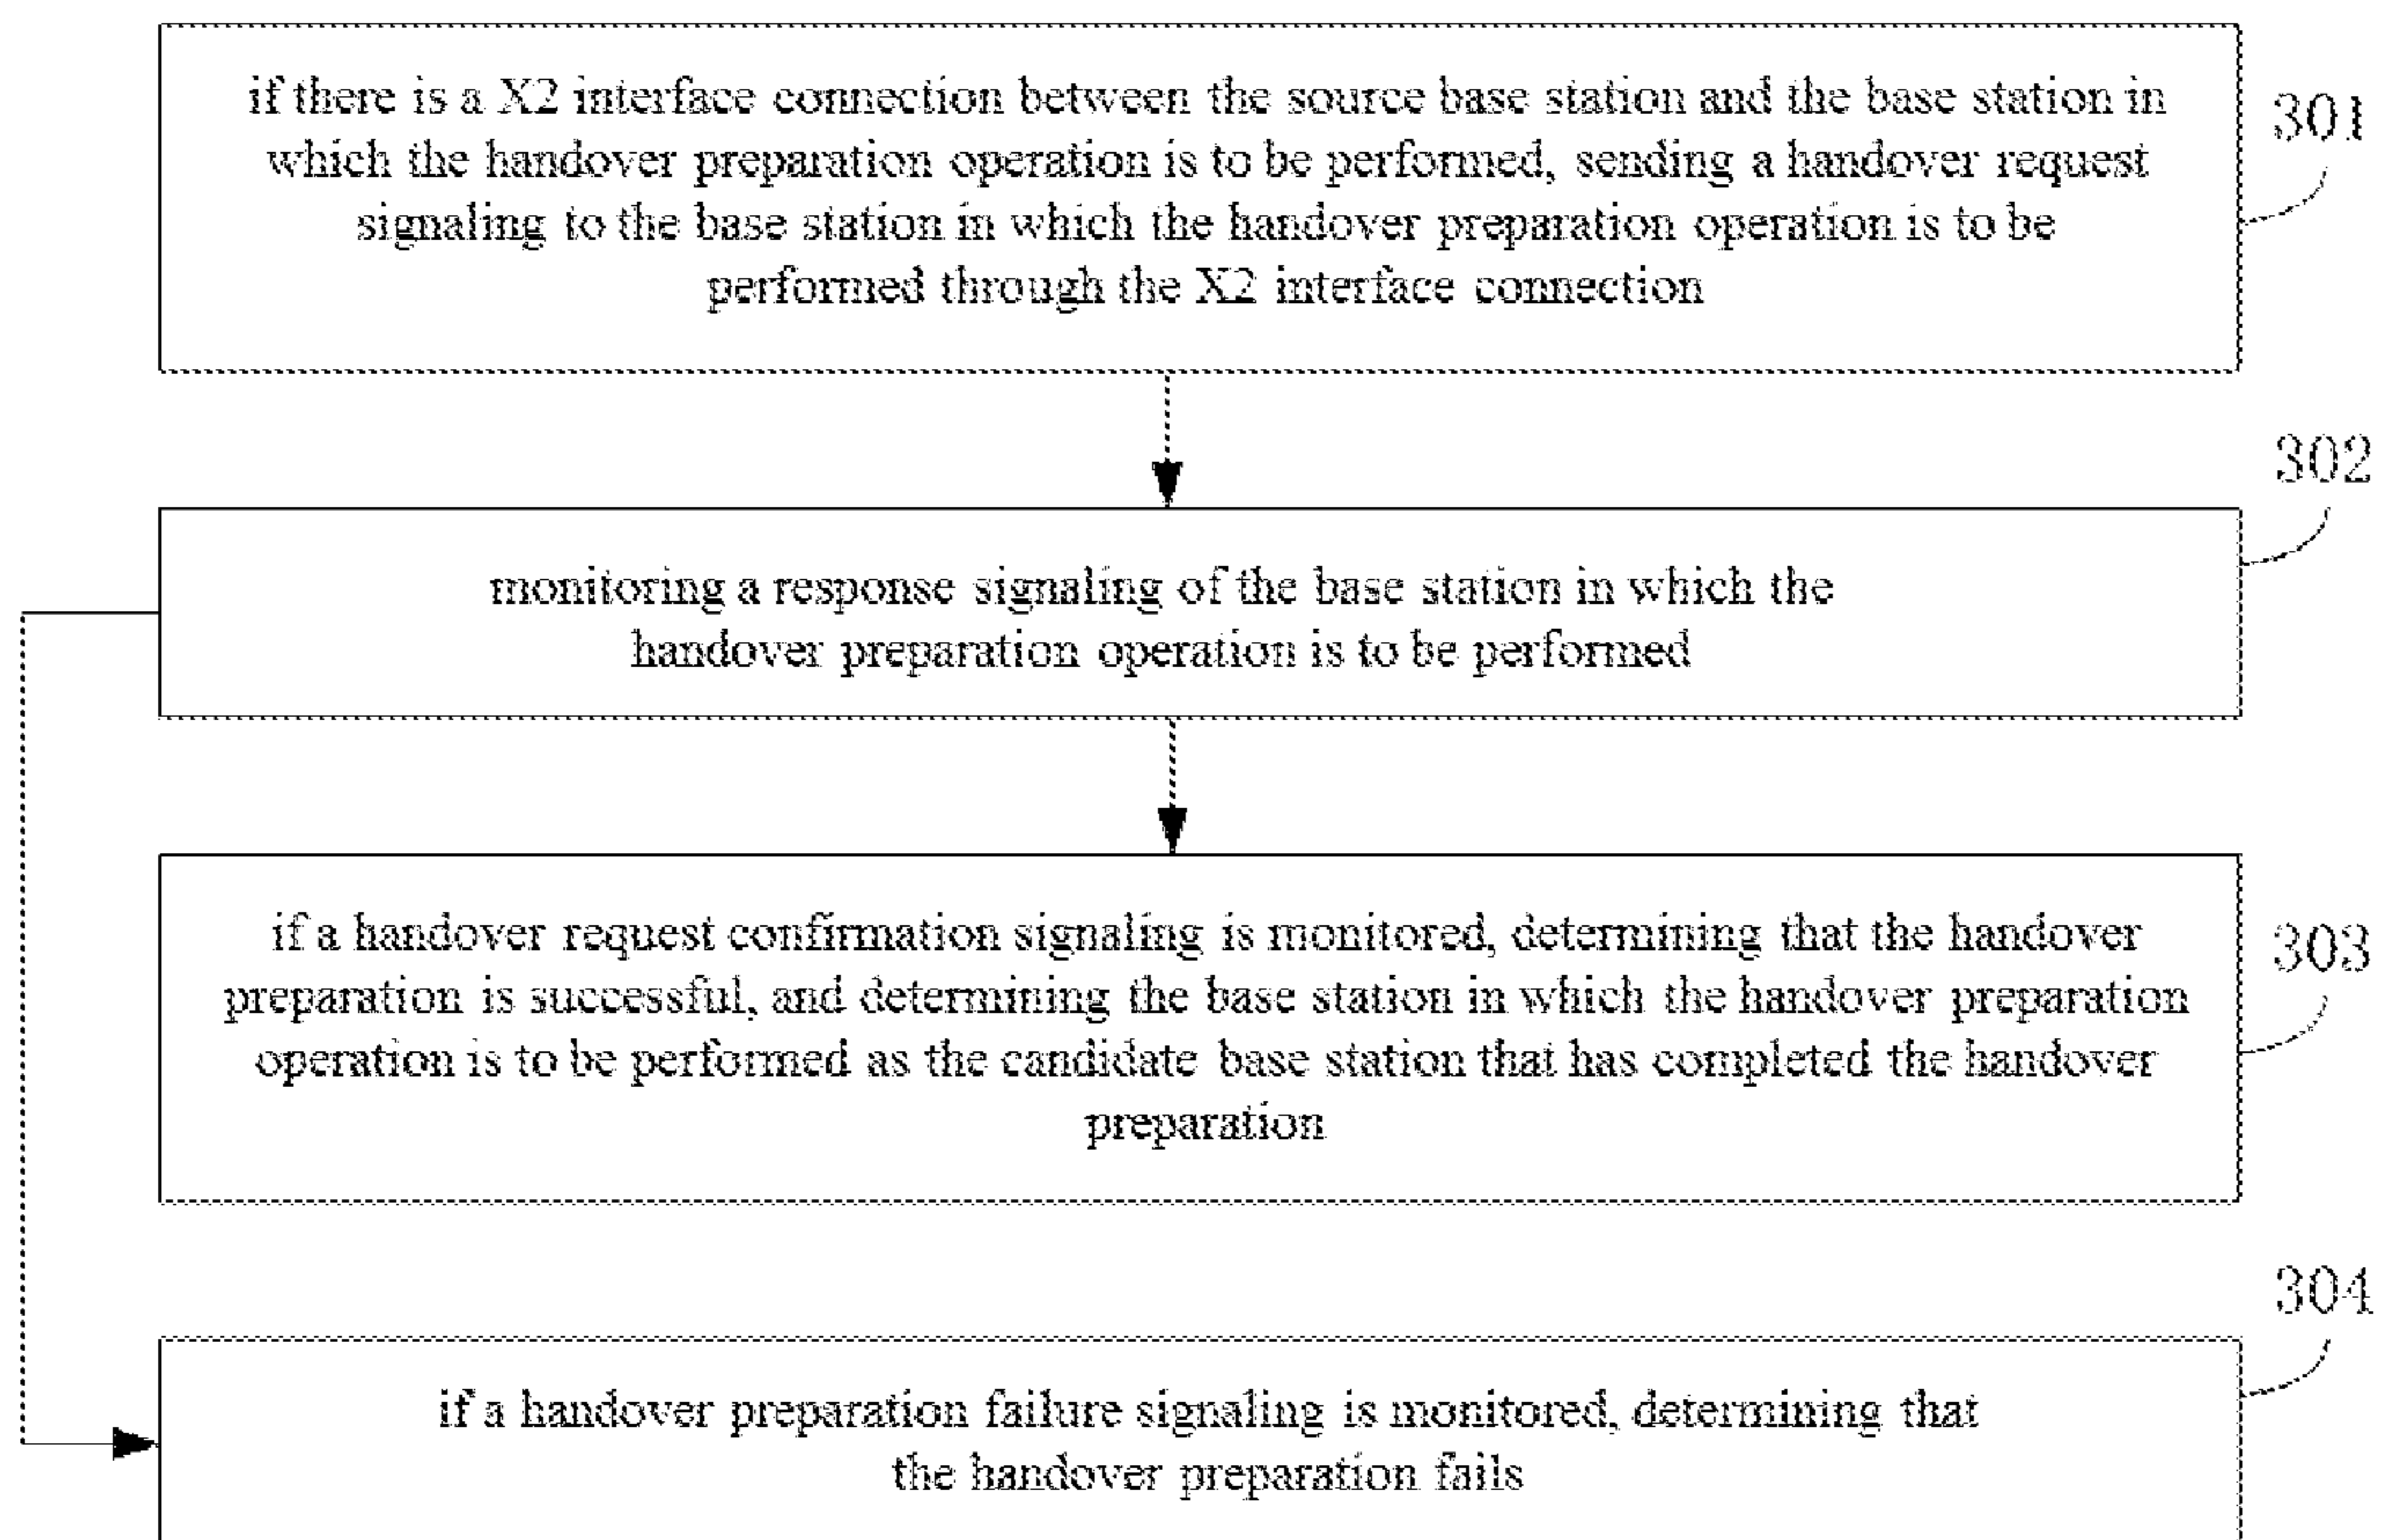 if there is a X2 interface connection between the source base station and the base station in
which the handover preparation operation is to be performed, sending a handover request
signaling to the base station in which the handover preparation operation is to be
performed through the X2 interface connection
301
302
monitoring a response signaling of the base station in which the
handover preparation operation is to be performed
if a handover request confirmation signaling is monitored, determining that the handover
preparation is successful, and determining the base station in which the handover preparation
operation is to be performed as the candidate base station that has completed the handover
preparation
303
304
if a handover preparation failure signaling is monitored, determining that
the handover preparation fails